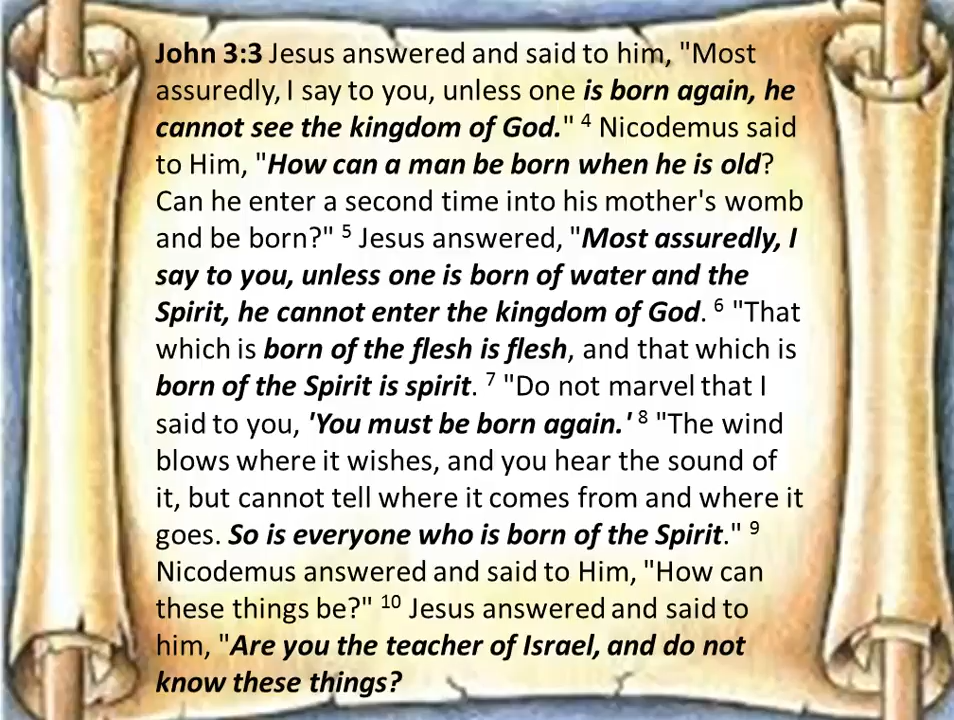 John 3:3 Jesus answered and said to him, "Most
assuredly, I say to you, unless one is born again, he
cannot see the kingdom of God." 4 Nicodemus said
to Him, "How can a man be born when he is old?
Can he enter a second time into his mother's womb
and be born?" 5 Jesus answered, "Most assuredly, I
say to you, unless one is born of water and the
Spirit, he cannot enter the kingdom of God. 6 "That
which is born of the flesh is flesh, and that which is
born of the Spirit is spirit. 7 "Do not marvel that I
said to you, 'You must be born again.' 8 "The wind
blows where it wishes, and you hear the sound of
it, but cannot tell where it comes from and where it
goes. So is everyone who is born of the Spirit." 9
Nicodemus answered and said to Him, "How can
these things be?" 10 Jesus answered and said to
him, "Are you the teacher of Israel, and do not
know these things?